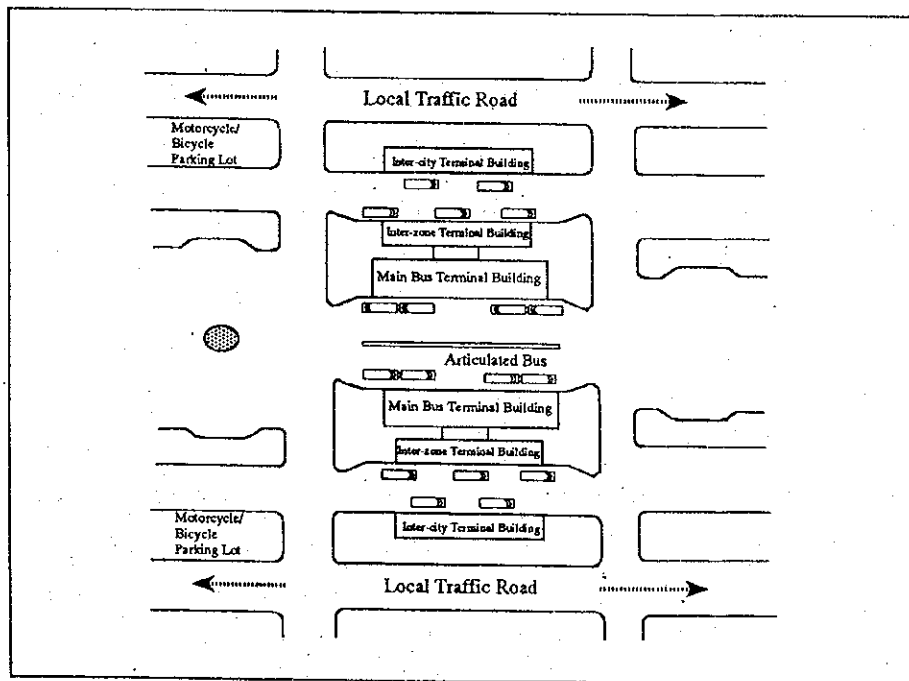 Local Traffic Road
Motorcycle/
Bicycle
Parking Lot
Inter-city Terminal Building
Inter-zone Terminal Building
Main Bus Terminal Building
Articulated Bus
Main Bus Terminal Building
Inter-zone Terminal Building
Motorcycle/
Bicycle
Parking Lot
Inter-city Terminal Building
Local Traffic Road